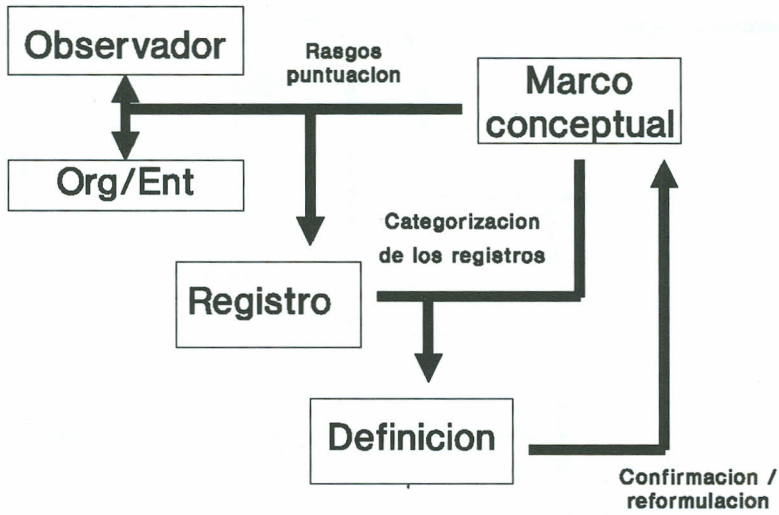 Observador
Rasgos
puntuacion
Marco
conceptual
Org/Ent
Categorizacion
de los registros
Registro
Definicion
Confirmacion /
reformulacion